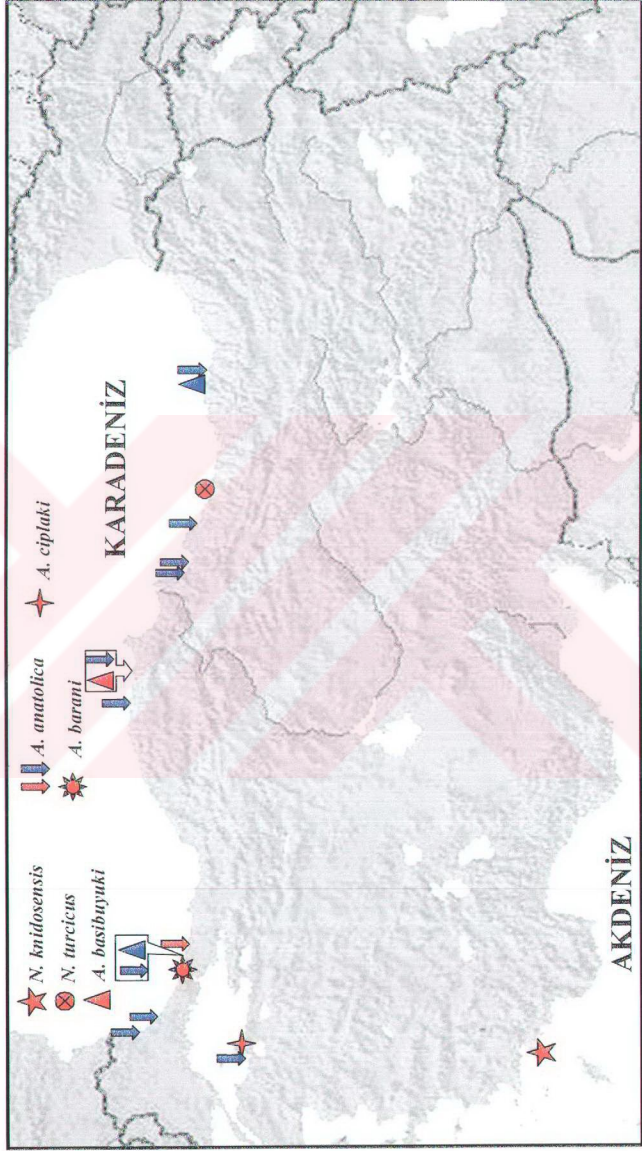 N. knidosensis
N. turcicus
A. basibuyuki
A. anatolica
A. barani
A. ciplaki
KARADENİZ
AKDENİZ